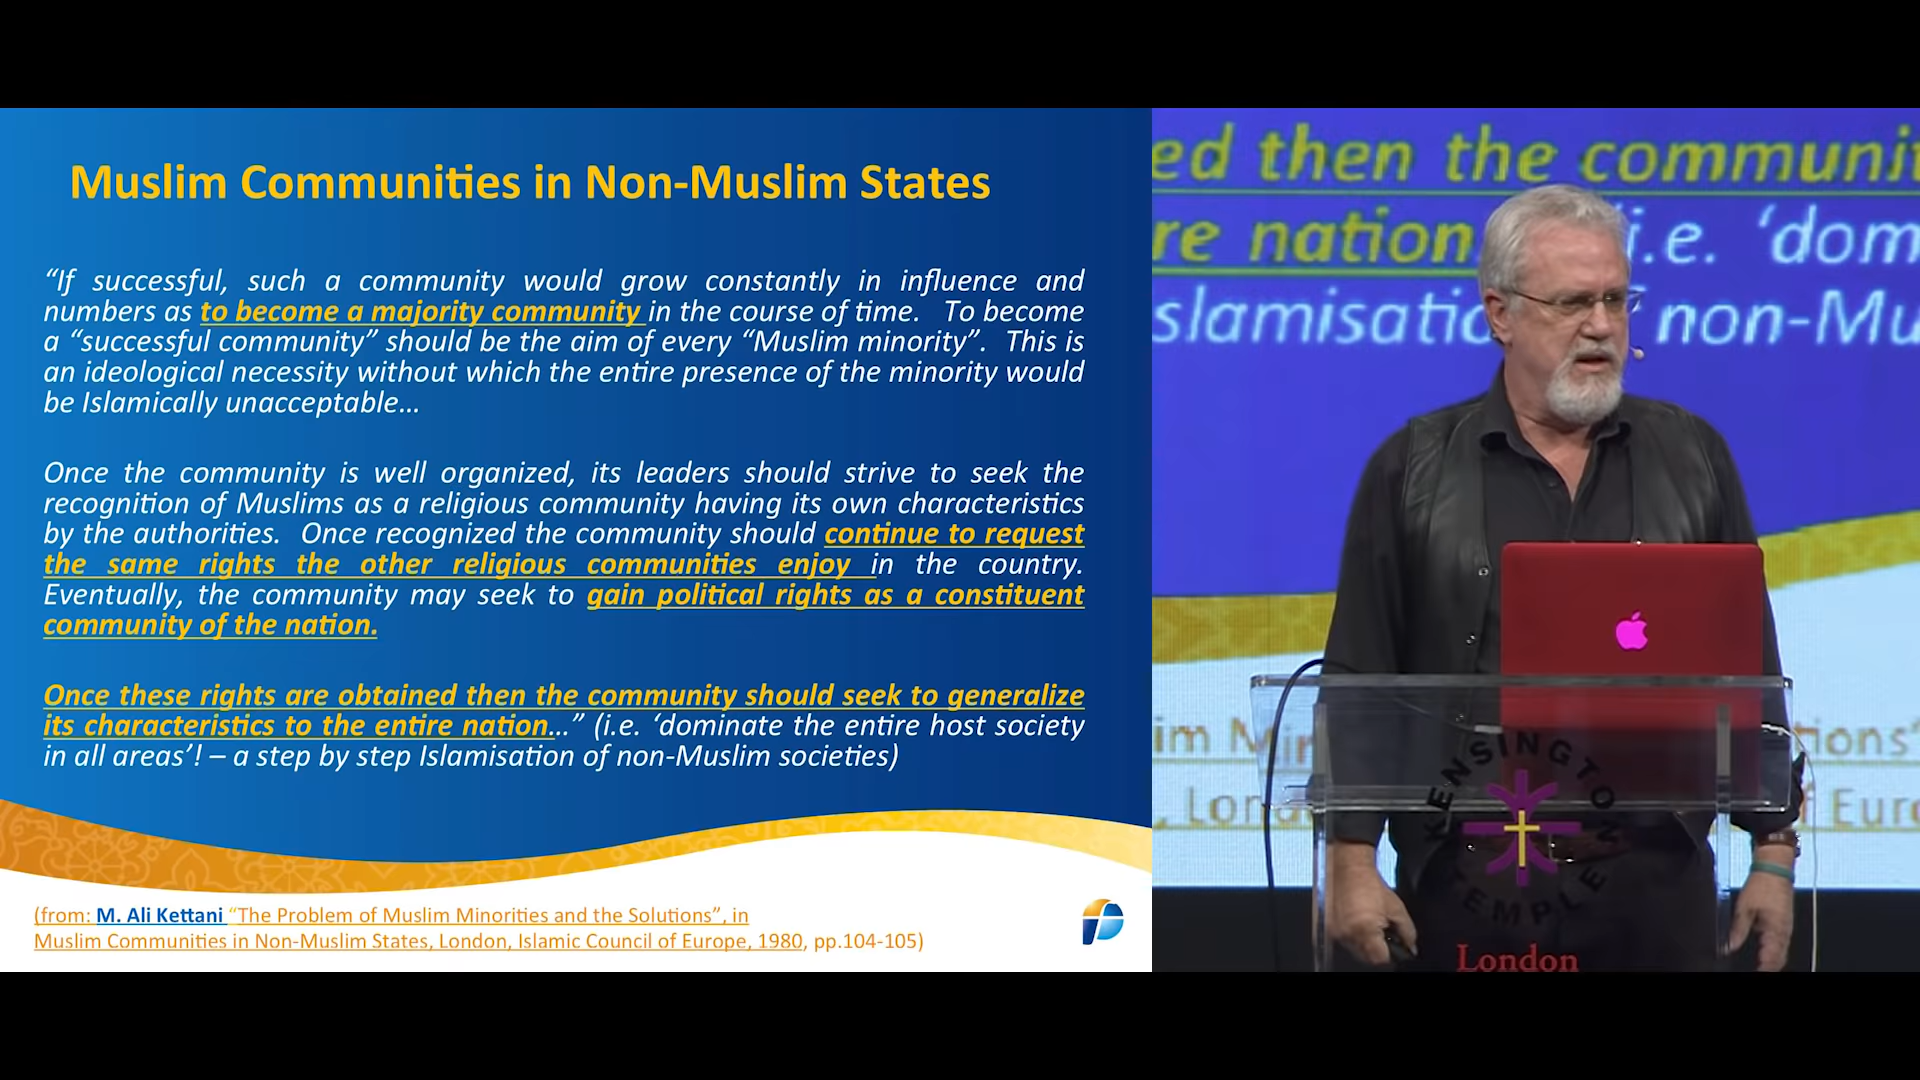 Muslim Communities in Non-Muslim States
“If successful, such a community would grow constantly in influence and
numbers as to become a majority community in the course of time. To become
a “successful community” should be the aim of every “Muslim minority”. This is
an ideological necessity without which the entire presence of the minority would
be Islamically unacceptable…
Once the community is well organized, its leaders should strive to seek the
recognition of Muslims as a religious community having its own characteristics
by the authorities. Once recognized the community should continue to request
the same rights the other religious communities enjoy in the country.
Eventually, the community may seek to gain political rights as a constituent
community of the nation.
Once these rights are obtained then the community should seek to generalize
its characteristics to the entire nation…” (i.e. ‘dominate the entire host society
in all areas’! – a step by step Islamisation of non-Muslim societies)
(from: M. Ali Kettani “The Problem of Muslim Minorities and the Solutions”, in
Muslim Communities in Non-Muslim States, London, Islamic Council of Europe, 1980, pp.104-105)
ed then the communi
re nation i.e. ‘dom
slamisatio non-Mu
im Min tions”
, Lon f Euro
KENSINGTON
TEMPLE
London